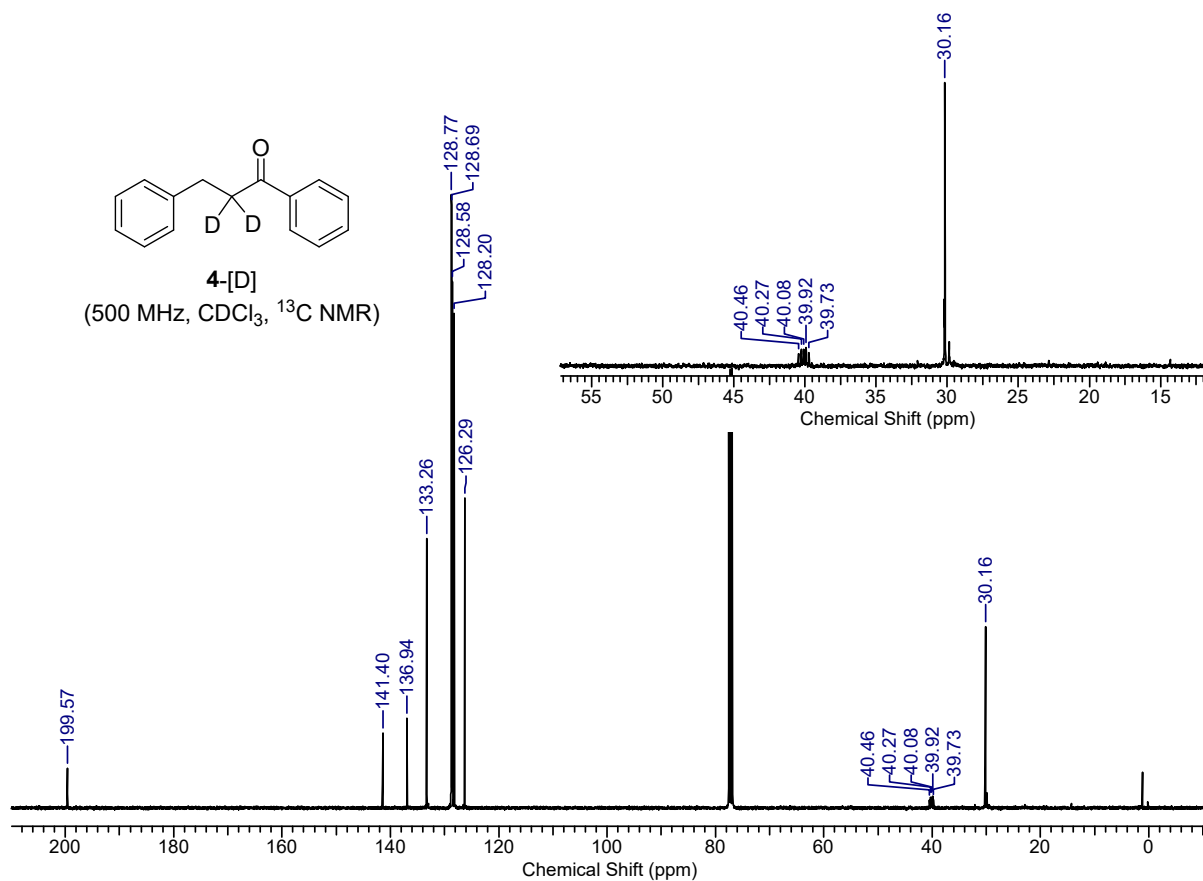 O
D D
4-[D]
(500 MHz, CDCl₃, ¹³C NMR)
30.16
40.46
40.27
40.08
39.92
39.73
55 50 45 40 35 30 25 20 15
Chemical Shift (ppm)
199.57
141.40
136.94
133.26
128.77
128.69
128.58
128.20
126.29
40.46
40.27
40.08
39.92
39.73
30.16
200 180 160 140 120 100 80 60 40 20 0
Chemical Shift (ppm)